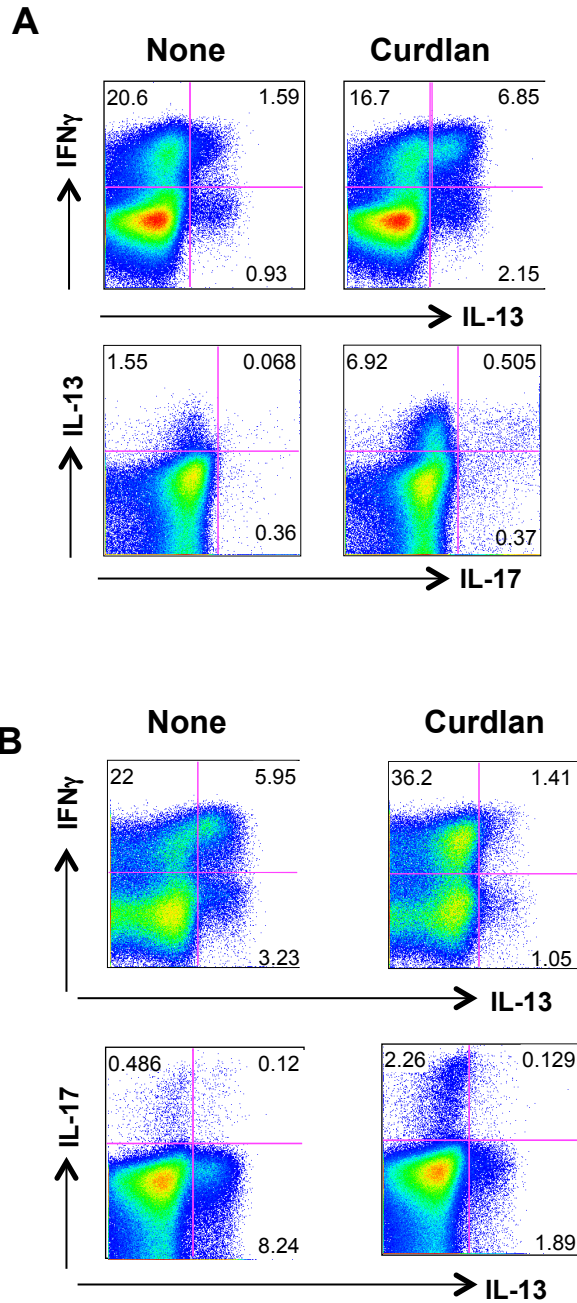 A
None Curdlan
20.6 1.59 16.7 6.85
IFNγ
0.93 2.15
IL-13
1.55 0.068 6.92 0.505
IL-13
0.36 0.37
IL-17
B
None Curdlan
22 5.95 36.2 1.41
IFNγ
3.23 1.05
IL-13
0.486 0.12 2.26 0.129
IL-17
8.24 1.89
IL-13